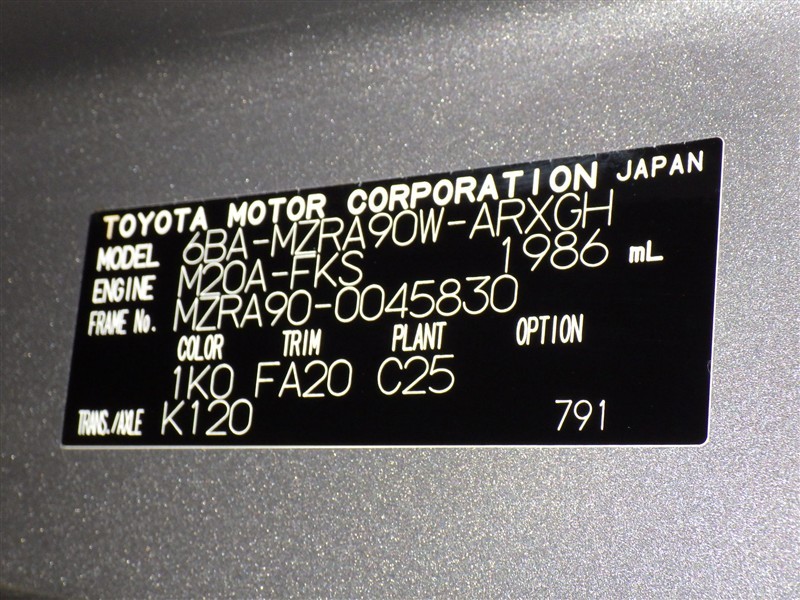 TOYOTA MOTOR CORPORATION JAPAN
MODEL 6BA-MZRA90W-ARXGH
ENGINE M20A-FKS 1986 mL
FRAME No. MZRA90-0045830
COLOR TRIM PLANT OPTION
1K0 FA20 C25
TRANS./AXLE K120 791